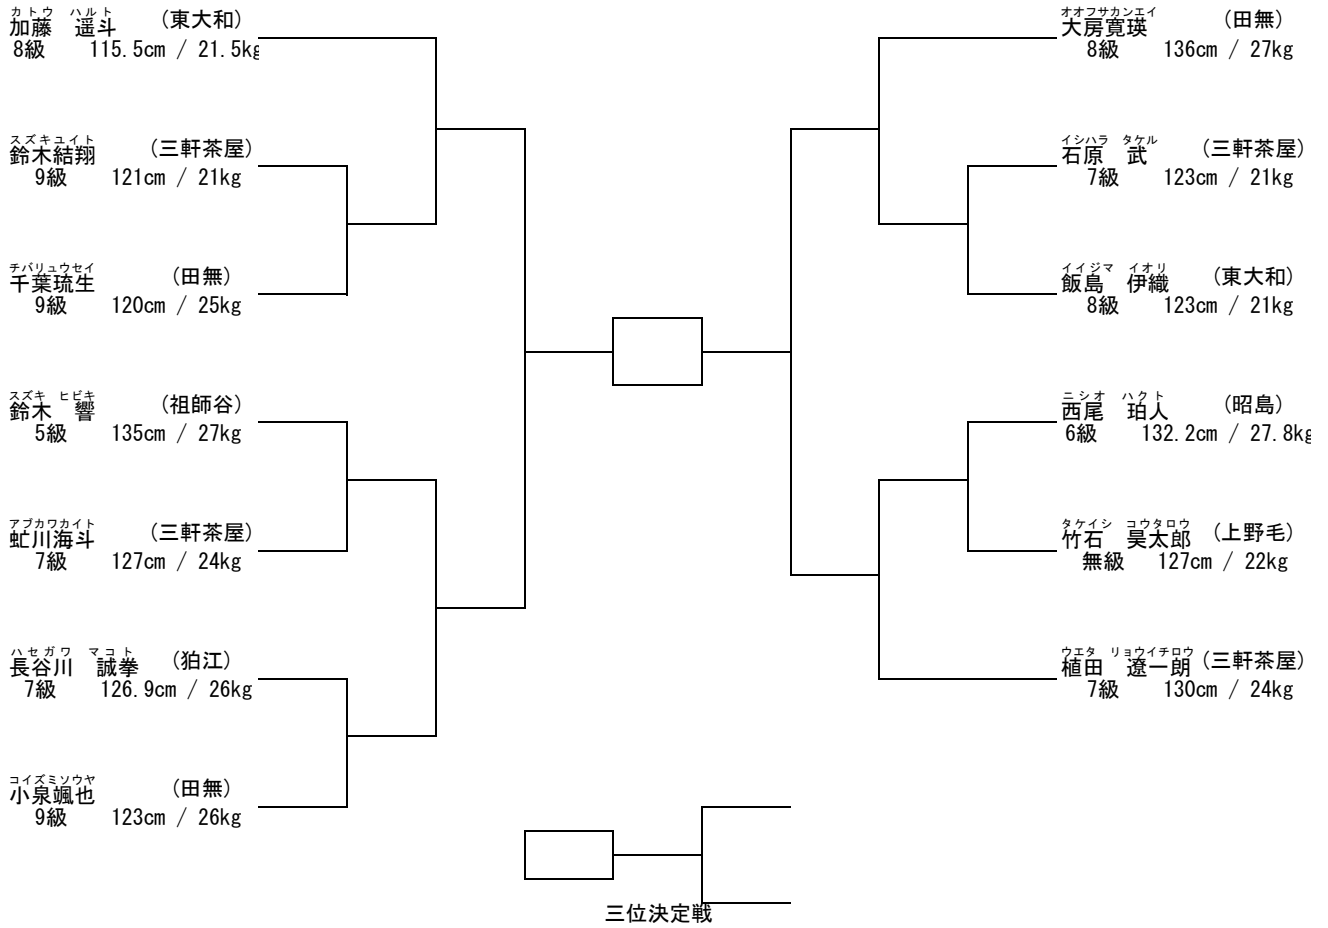 カトウ ハルト
加藤 遥斗 (東大和)
8級 115.5cm / 21.5kg
スズキユイト
鈴木結翔 (三軒茶屋)
9級 121cm / 21kg
チバリュウセイ
千葉琉生 (田無)
9級 120cm / 25kg
スズキ ヒビキ
鈴木 響 (祖師谷)
5級 135cm / 27kg
アブカワカイト
虻川海斗 (三軒茶屋)
7級 127cm / 24kg
ハセガワ マコト
長谷川 誠拳 (狛江)
7級 126.9cm / 26kg
コイズミソウヤ
小泉颯也 (田無)
9級 123cm / 26kg
オオフサカンエイ
大房寛瑛 (田無)
8級 136cm / 27kg
イシハラ タケル
石原 武 (三軒茶屋)
7級 123cm / 21kg
イイジマ イオリ
飯島 伊織 (東大和)
8級 123cm / 21kg
ニシオ ハクト
西尾 珀人 (昭島)
6級 132.2cm / 27.8kg
タケイシ コウタロウ
竹石 昊太郎 (上野毛)
無級 127cm / 22kg
ウエタ リョウイチロウ
植田 遼一朗 (三軒茶屋)
7級 130cm / 24kg
三位決定戦